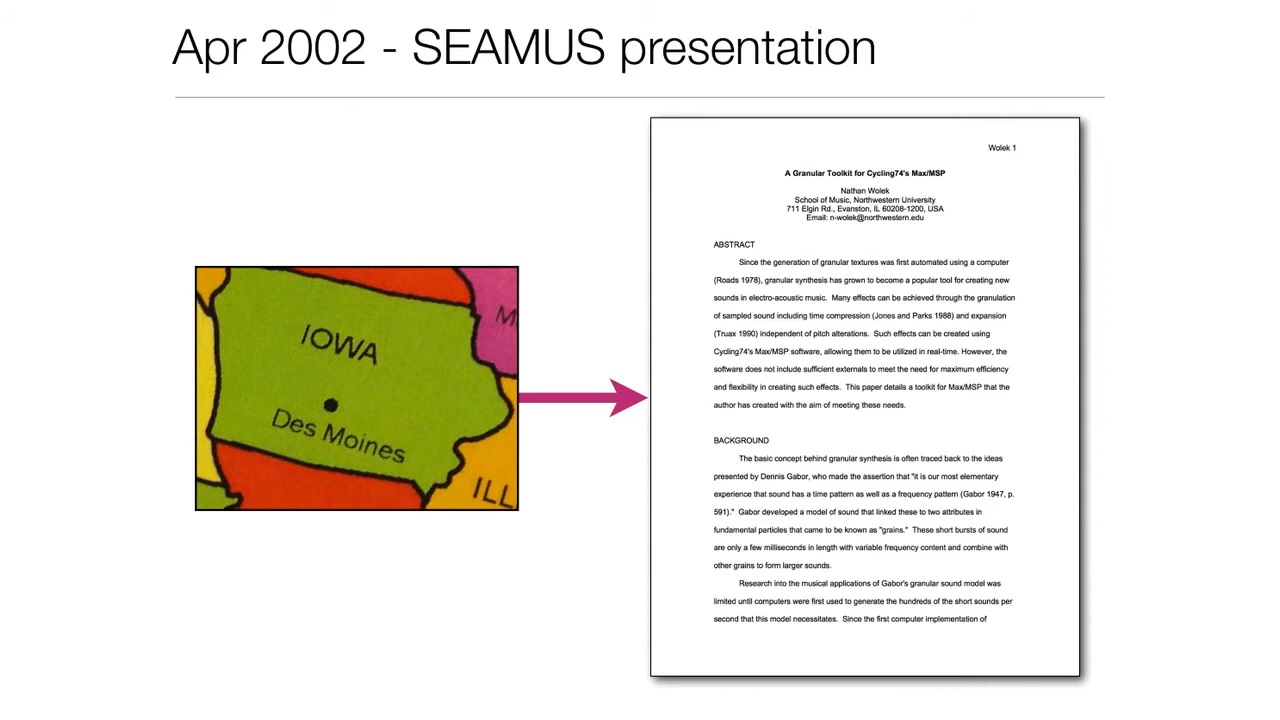 Apr 2002 - SEAMUS presentation
IOWA
Des Moines
M
ILL
Wolek 1
A Granular Toolkit for Cycling74's Max/MSP
Nathan Wolek
School of Music, Northwestern University
711 Elgin Rd., Evanston, IL 60208-1200, USA
Email: n-wolek@northwestern.edu
ABSTRACT
Since the generation of granular textures was first automated using a computer
(Roads 1978), granular synthesis has grown to become a popular tool for creating new
sounds in electro-acoustic music.  Many effects can be achieved through the granulation
of sampled sound including time compression (Jones and Parks 1988) and expansion
(Truax 1990) independent of pitch alterations.  Such effects can be created using
Cycling74's Max/MSP software, allowing them to be utilized in real-time. However, the
software does not include sufficient externals to meet the need for maximum efficiency
and flexibility in creating such effects.  This paper details a toolkit for Max/MSP that the
author has created with the aim of meeting these needs.
BACKGROUND
The basic concept behind granular synthesis is often traced back to the ideas
presented by Dennis Gabor, who made the assertion that "it is our most elementary
experience that sound has a time pattern as well as a frequency pattern (Gabor 1947, p.
591)."  Gabor developed a model of sound that linked these to two attributes in
fundamental particles that came to be known as "grains."  These short bursts of sound
are only a few milliseconds in length with variable frequency content and combine with
other grains to form larger sounds.
Research into the musical applications of Gabor's granular sound model was
limited until computers were first used to generate the hundreds of the short sounds per
second that this model necessitates.  Since the first computer implementation of